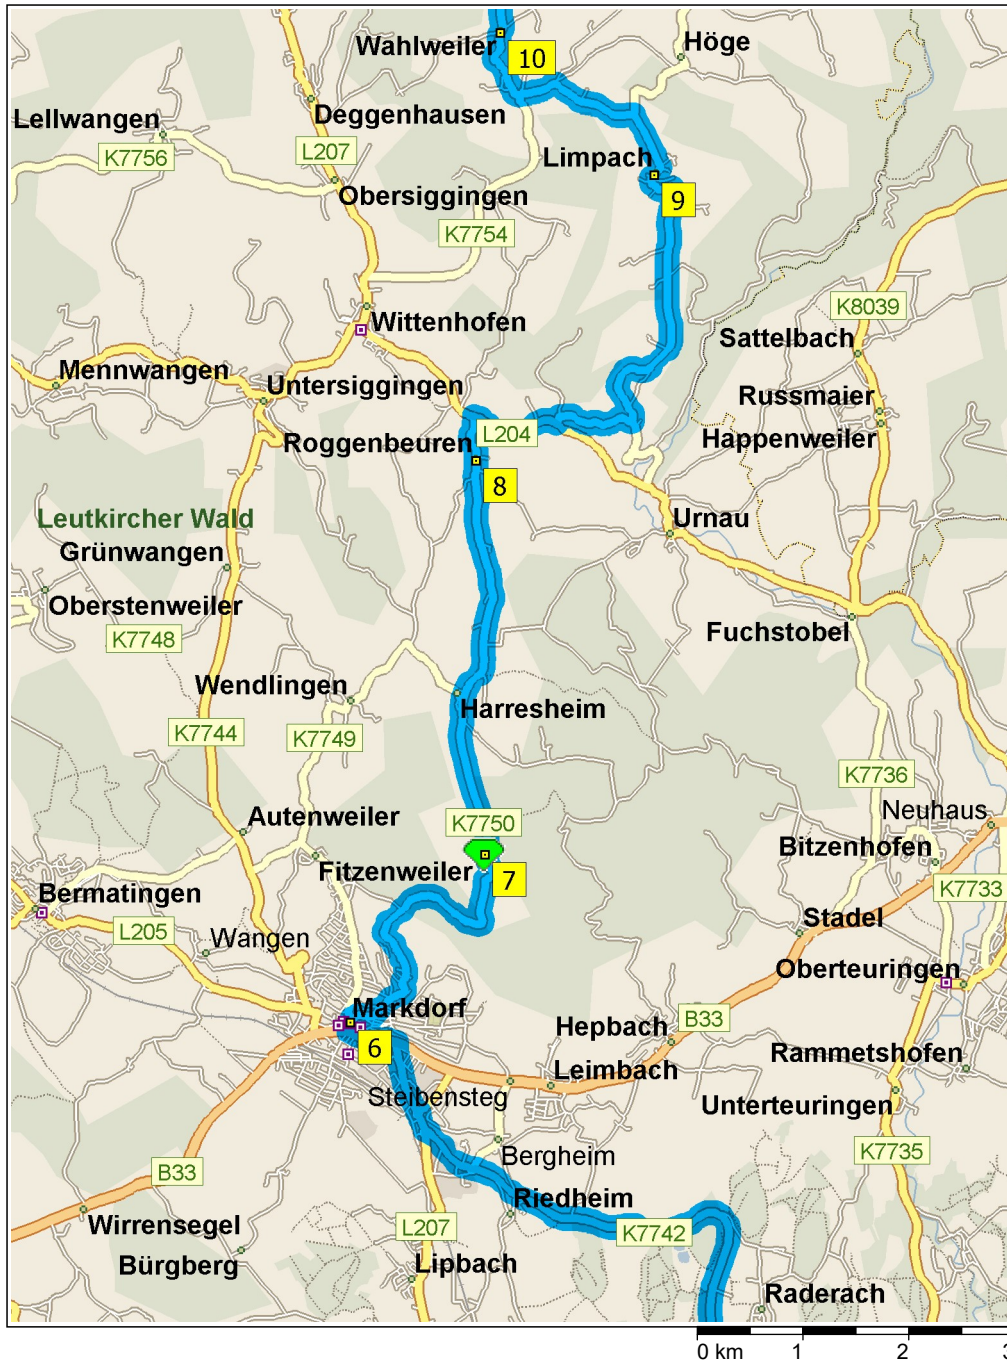 Wahlweiler
10
Höge
Lellwangen
Deggenhausen
K7756
L207
Limpach
Obersiggingen
9
K7754
K8039
Wittenhofen
Sattelbach
Mennwangen
Untersiggingen
Russmaier
Roggenbeuren
L204
Happenweiler
8
Leutkircher Wald
Urnau
Grünwangen
Oberstenweiler
K7748
Fuchstobel
Wendlingen
Harresheim
K7744
K7749
K7736
Neuhaus
Autenweiler
K7750
Bitzenhofen
Fitzenweiler
7
K7733
Bermatingen
Stadel
L205
Wangen
Oberteuringen
Markdorf
6
Hepbach
B33
Rammetshofen
Leimbach
Steibensteg
Unterteuringen
Bergheim
K7735
B33
Riedheim
Wirrensegel
L207
K7742
Bürgberg
Lipbach
Raderach
0 km
1
2
3